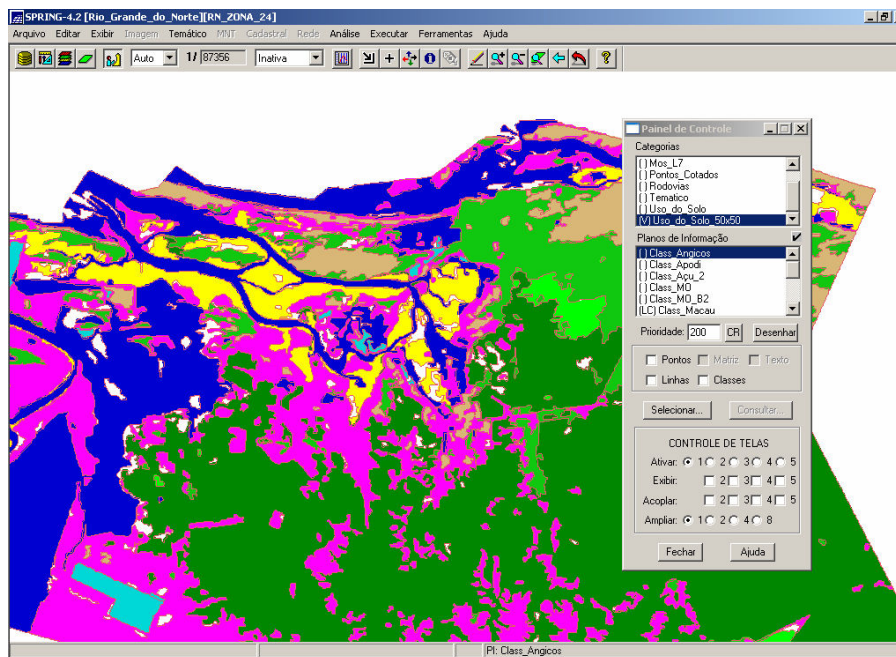 SPRING-4.2 [Rio_Grande_do_Norte][RN_ZONA_24]
Arquivo Editar Exibir Imagem Temático MNT Cadastral Rede Análise Executar Ferramentas Ajuda
Auto 1/ 87356 Inativa
Painel de Controle
Categorias
( ) Mos_L7
( ) Pontos_Cotados
( ) Rodovias
( ) Tematico
( ) Uso_do_Solo
(V) Uso_do_Solo_50x50
Planos de Informação
( ) Class_Angicos
( ) Class_Apodi
( ) Class_Açu_2
( ) Class_MO
( ) Class_MO_B2
(LC) Class_Macau
Prioridade: 200 CR Desenhar
Pontos Matriz Texto
Linhas Classes
Selecionar... Consultar...
CONTROLE DE TELAS
Ativar: 1 2 3 4 5
Exibir: 2 3 4 5
Acoplar: 2 3 4 5
Ampliar: 1 2 4 8
Fechar Ajuda
PI: Class_Angicos